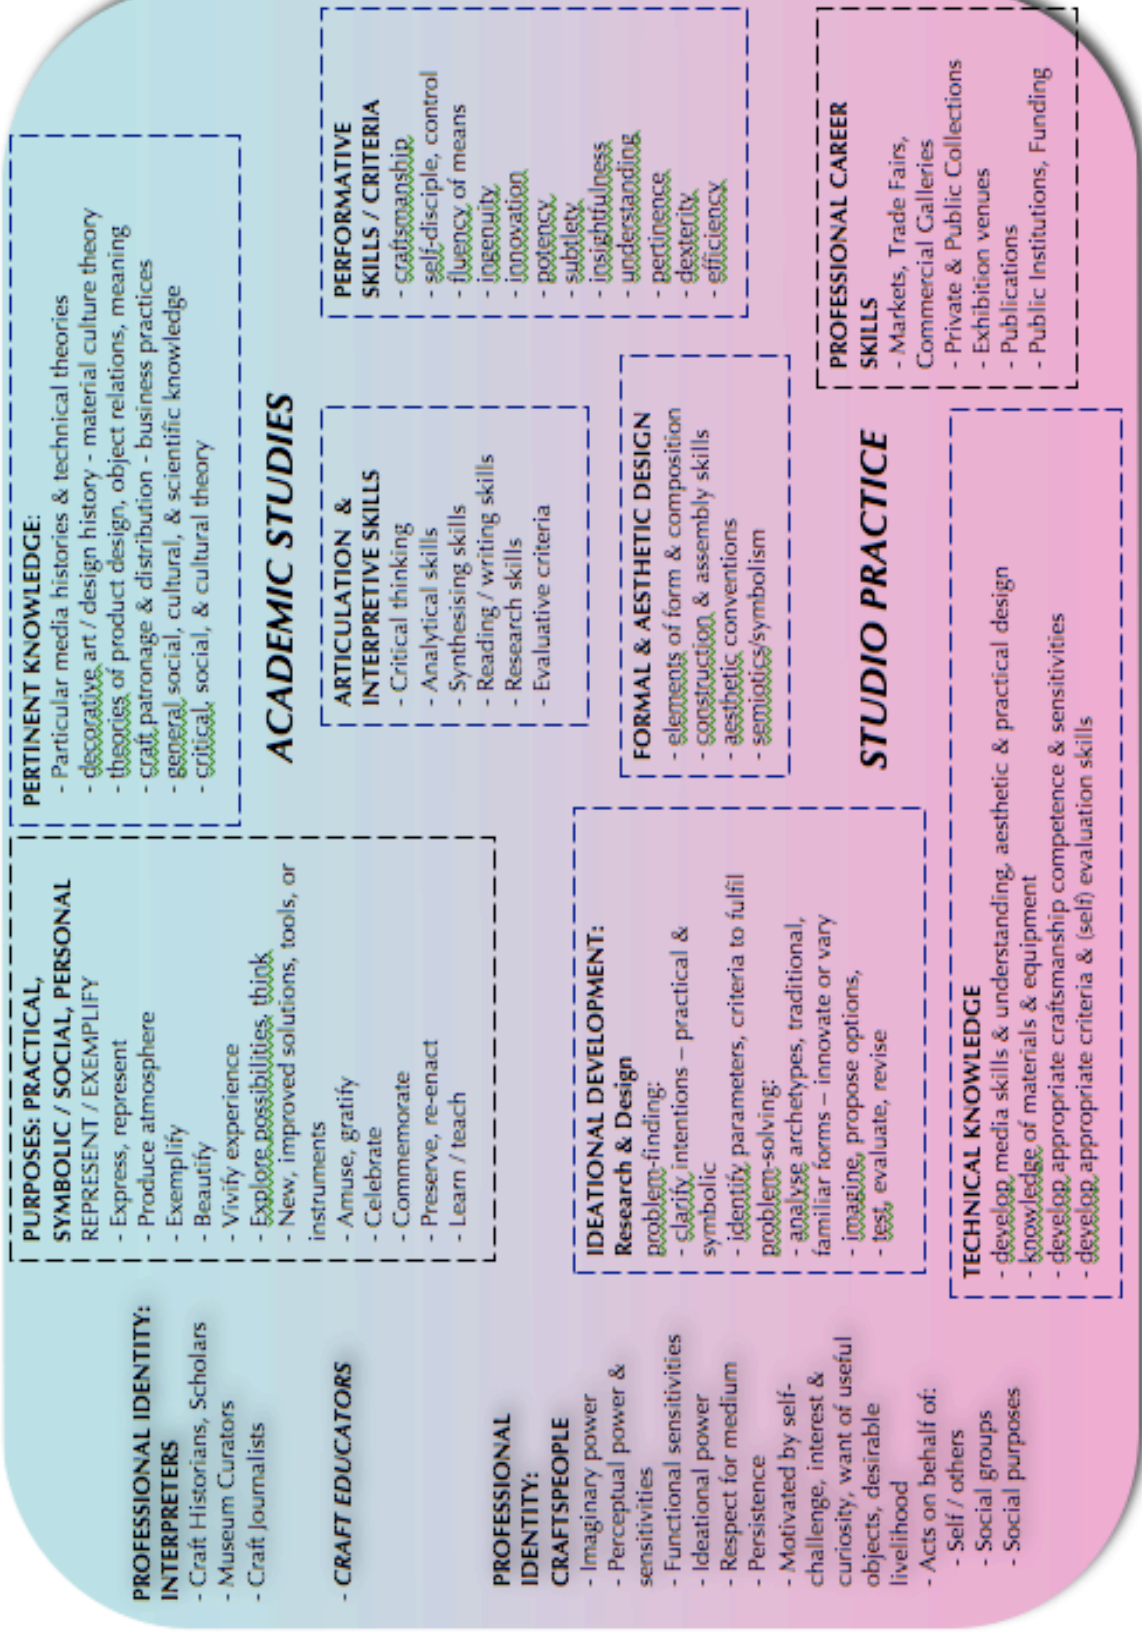 PROFESSIONAL IDENTITY:
INTERPRETERS
- Craft Historians, Scholars
- Museum Curators
- Craft Journalists
- CRAFT EDUCATORS
PROFESSIONAL
IDENTITY:
CRAFTSPEOPLE
- Imaginary power
- Perceptual power &
sensitivities
- Functional sensitivities
- Ideational power
- Respect for medium
- Persistence
- Motivated by self-
challenge, interest &
curiosity, want of useful
objects, desirable
livelihood
- Acts on behalf of:
- Self / others
- Social groups
- Social purposes
PURPOSES: PRACTICAL,
SYMBOLIC / SOCIAL, PERSONAL
REPRESENT / EXEMPLIFY
- Express, represent
- Produce atmosphere
- Exemplify
- Beautify
- Vivify experience
- Explore possibilities, think
- New, improved solutions, tools, or
instruments
- Amuse, gratify
- Celebrate
- Commemorate
- Preserve, re-enact
- Learn / teach
IDEATIONAL DEVELOPMENT:
Research & Design
problem-finding:
- clarify intentions – practical &
symbolic
- identify parameters, criteria to fulfil
problem-solving:
- analyse archetypes, traditional,
familiar forms – innovate or vary
- imagine, propose options,
- test, evaluate, revise
TECHNICAL KNOWLEDGE
- develop media skills & understanding, aesthetic & practical design
- knowledge of materials & equipment
- develop appropriate craftsmanship competence & sensitivities
- develop appropriate criteria & (self) evaluation skills
PERTINENT KNOWLEDGE:
- Particular media histories & technical theories
- decorative art / design history - material culture theory
- theories of product design, object relations, meaning
- craft patronage & distribution - business practices
- general social, cultural, & scientific knowledge
- critical, social, & cultural theory
ACADEMIC STUDIES
ARTICULATION &
INTERPRETIVE SKILLS
- Critical thinking
- Analytical skills
- Synthesising skills
- Reading / writing skills
- Research skills
- Evaluative criteria
PERFORMATIVE
SKILLS / CRITERIA
- craftsmanship
- self-disciple, control
- fluency of means
- ingenuity
- innovation
- potency
- subtlety
- insightfulness
- understanding
- pertinence
- dexterity
- efficiency
FORMAL & AESTHETIC DESIGN
- elements of form & composition
- construction & assembly skills
- aesthetic conventions
- semiotics/symbolism
STUDIO PRACTICE
PROFESSIONAL CAREER
SKILLS
- Markets, Trade Fairs,
Commercial Galleries
- Private & Public Collections
- Exhibition venues
- Publications
- Public Institutions, Funding